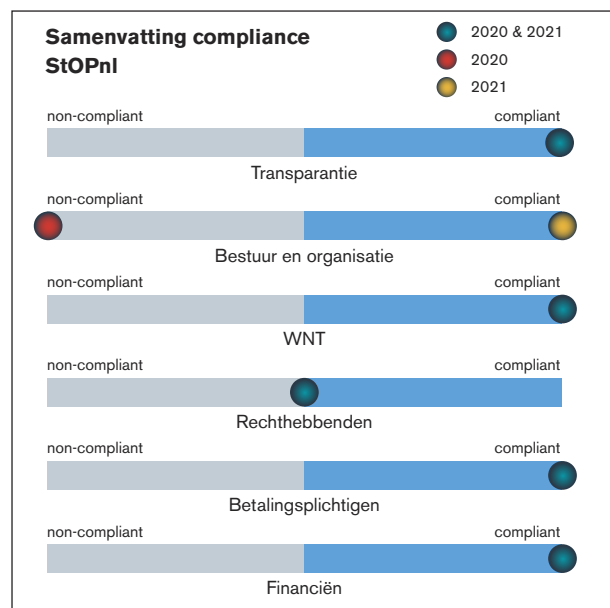 Samenvatting compliance
StOPnl
2020 & 2021
2020
2021
non-compliant compliant
Transparantie
non-compliant compliant
Bestuur en organisatie
non-compliant compliant
WNT
non-compliant compliant
Rechthebbenden
non-compliant compliant
Betalingsplichtigen
non-compliant compliant
Financiën